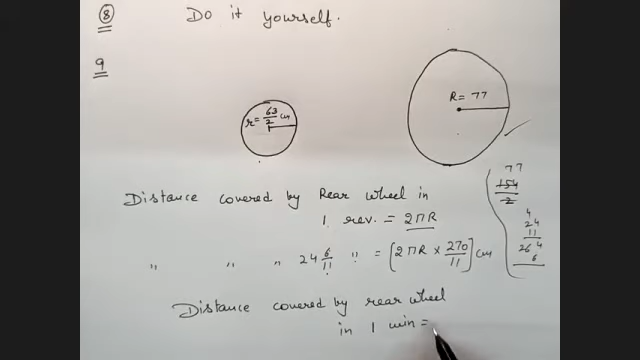 ⑧ Do it yourself.
9
r = 63/2 cm
R = 77
Distance covered by Rear wheel in
1 rev. = 2πR
〃 〃 〃 24 6/11 〃 = [2πR × 270/11] cm
77
154
2
4
24
11
264
6
Distance covered by rear wheel
in 1 min =